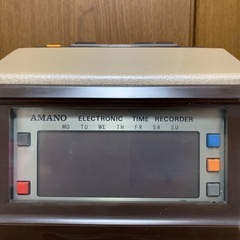 AMANO ELECTRONIC TIME RECORDER
MO TU WE TH FR SA SU